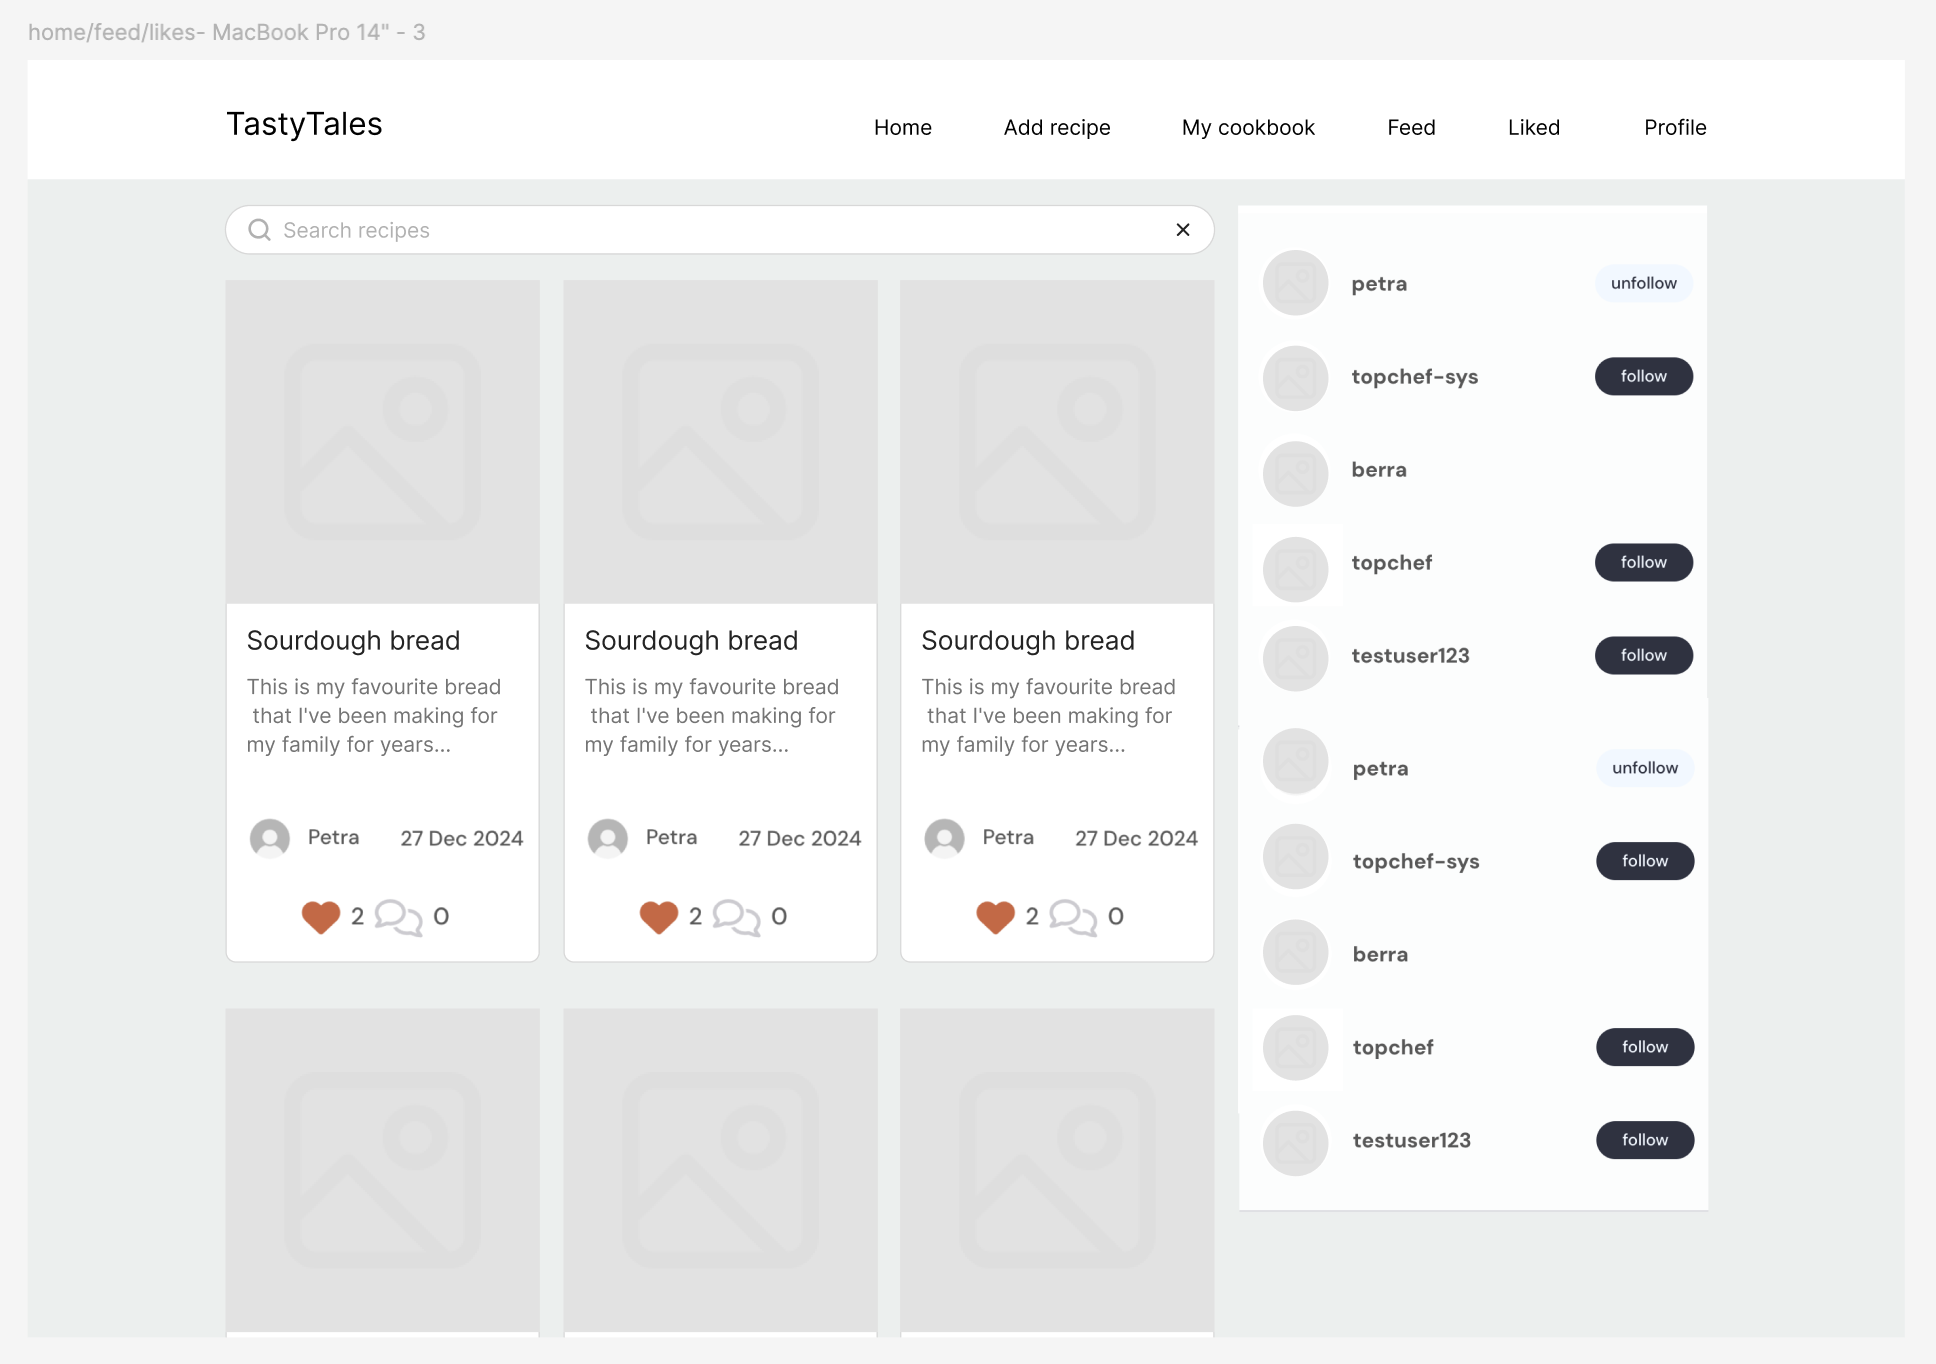 home/feed/likes- MacBook Pro 14" - 3
TastyTales
Home
Add recipe
My cookbook
Feed
Liked
Profile
Search recipes
Sourdough bread
This is my favourite bread
that I've been making for
my family for years...
Petra
27 Dec 2024
2
0
Sourdough bread
This is my favourite bread
that I've been making for
my family for years...
Petra
27 Dec 2024
2
0
Sourdough bread
This is my favourite bread
that I've been making for
my family for years...
Petra
27 Dec 2024
2
0
petra
unfollow
topchef-sys
follow
berra
topchef
follow
testuser123
follow
petra
unfollow
topchef-sys
follow
berra
topchef
follow
testuser123
follow